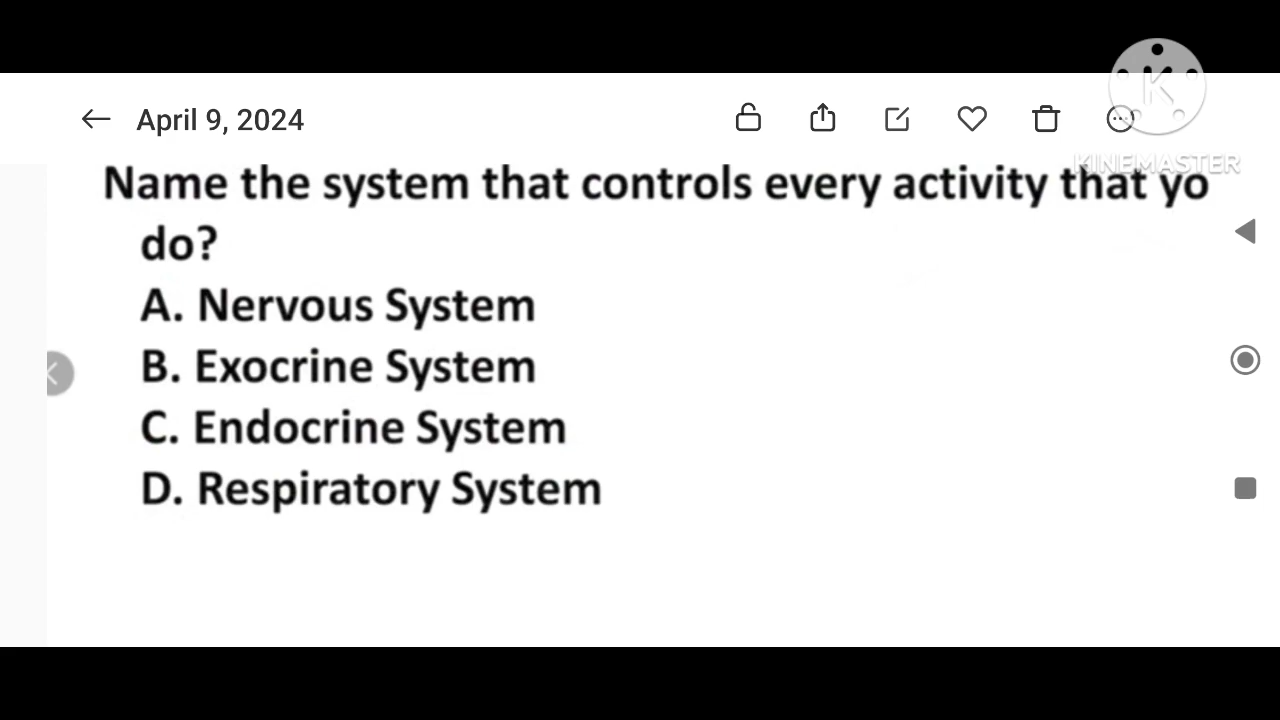 April 9, 2024
KINEMASTER
Name the system that controls every activity that yo
do?
A. Nervous System
B. Exocrine System
C. Endocrine System
D. Respiratory System